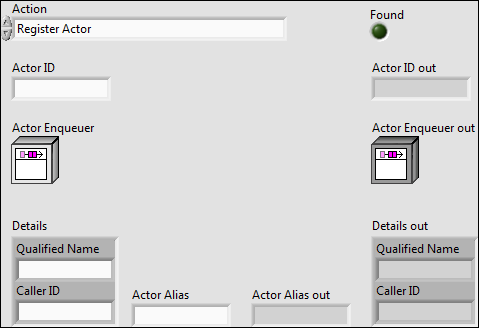 Action
Found
Register Actor
Actor ID
Actor ID out
Actor Enqueuer
Actor Enqueuer out
Details
Details out
Qualified Name
Qualified Name
Caller ID
Actor Alias
Actor Alias out
Caller ID